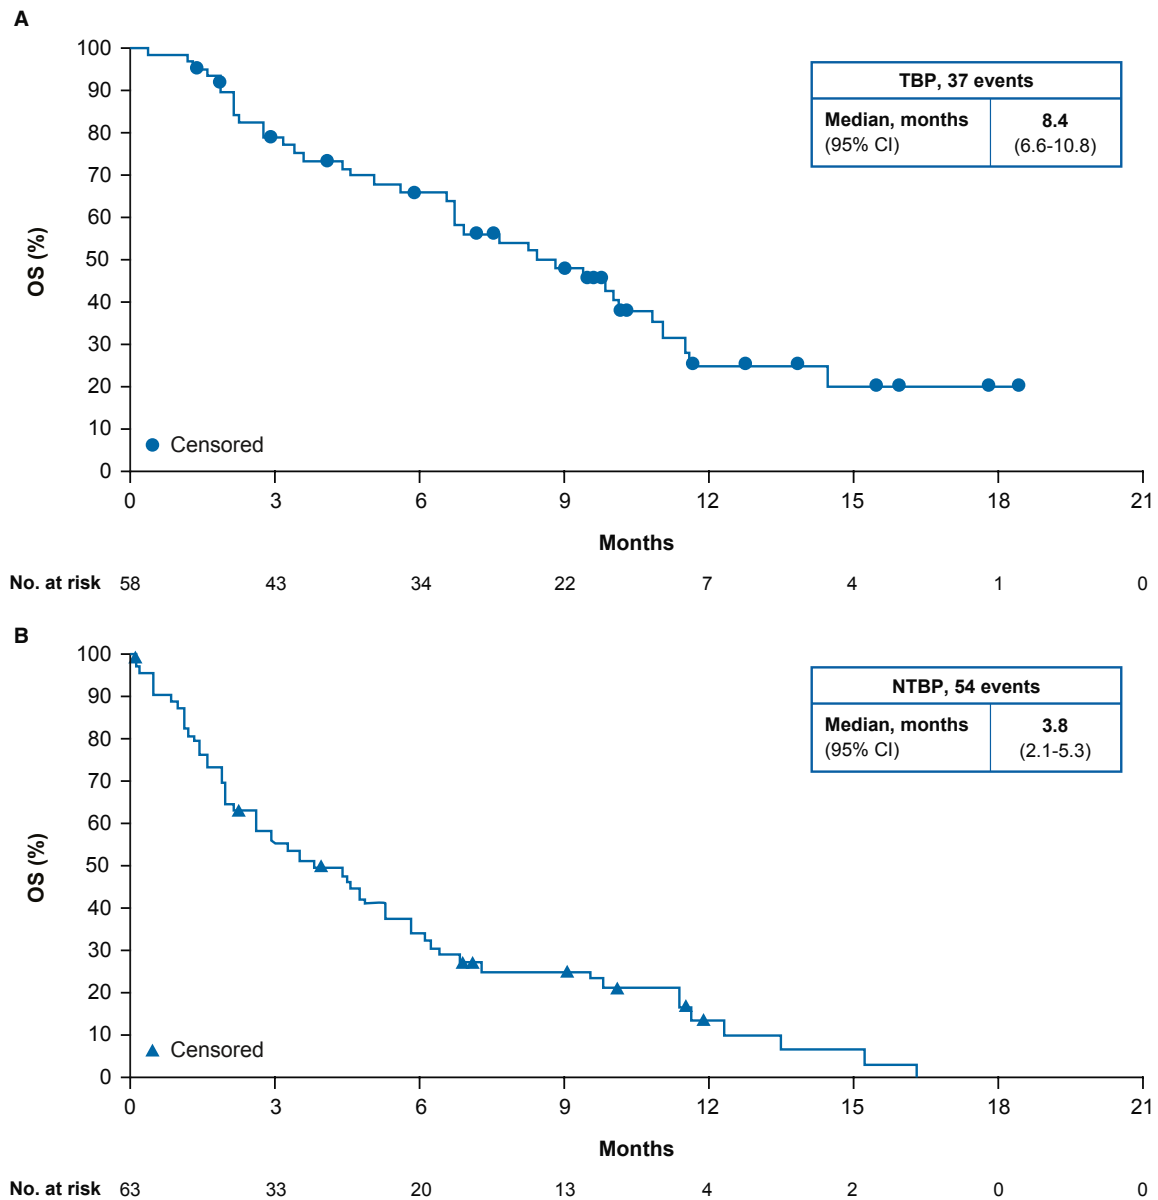 A
100
90
80
70
60
50
40
30
20
10
0
OS (%)
TBP, 37 events
Median, months 8.4
(95% CI) (6.6-10.8)
Censored
0 3 6 9 12 15 18 21
Months
No. at risk 58 43 34 22 7 4 1 0
B
100
90
80
70
60
50
40
30
20
10
0
OS (%)
NTBP, 54 events
Median, months 3.8
(95% CI) (2.1-5.3)
Censored
0 3 6 9 12 15 18 21
Months
No. at risk 63 33 20 13 4 2 0 0